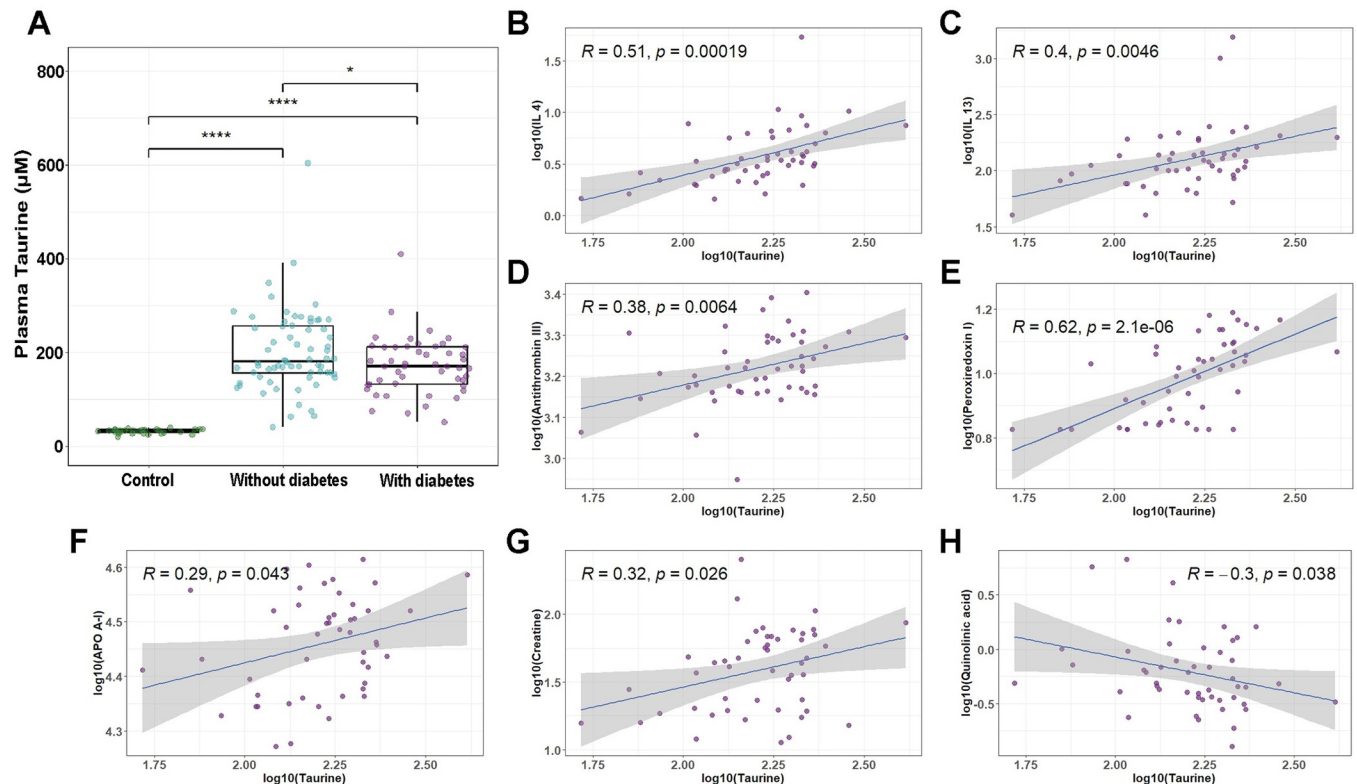 A
Plasma Taurine (µM)
800
600
400
200
0
*
****
****
Control
Without diabetes
With diabetes
B
R = 0.51, p = 0.00019
log10(IL 4)
1.5
1.0
0.5
0.0
1.75
2.00
2.25
2.50
log10(Taurine)
C
R = 0.4, p = 0.0046
log10(IL 13)
3.0
2.5
2.0
1.5
1.75
2.00
2.25
2.50
log10(Taurine)
D
R = 0.38, p = 0.0064
log10(Antithrombin III)
3.4
3.3
3.2
3.1
3.0
1.75
2.00
2.25
2.50
log10(Taurine)
E
R = 0.62, p = 2.1e-06
log10(Peroxiredoxin I)
1.2
1.0
0.8
1.75
2.00
2.25
2.50
log10(Taurine)
F
R = 0.29, p = 0.043
log10(APO A-I)
4.6
4.5
4.4
4.3
1.75
2.00
2.25
2.50
log10(Taurine)
G
R = 0.32, p = 0.026
log10(Creatine)
2.5
2.0
1.5
1.0
1.75
2.00
2.25
2.50
log10(Taurine)
H
R = −0.3, p = 0.038
log10(Quinolinic acid)
0.5
0.0
-0.5
1.75
2.00
2.25
2.50
log10(Taurine)